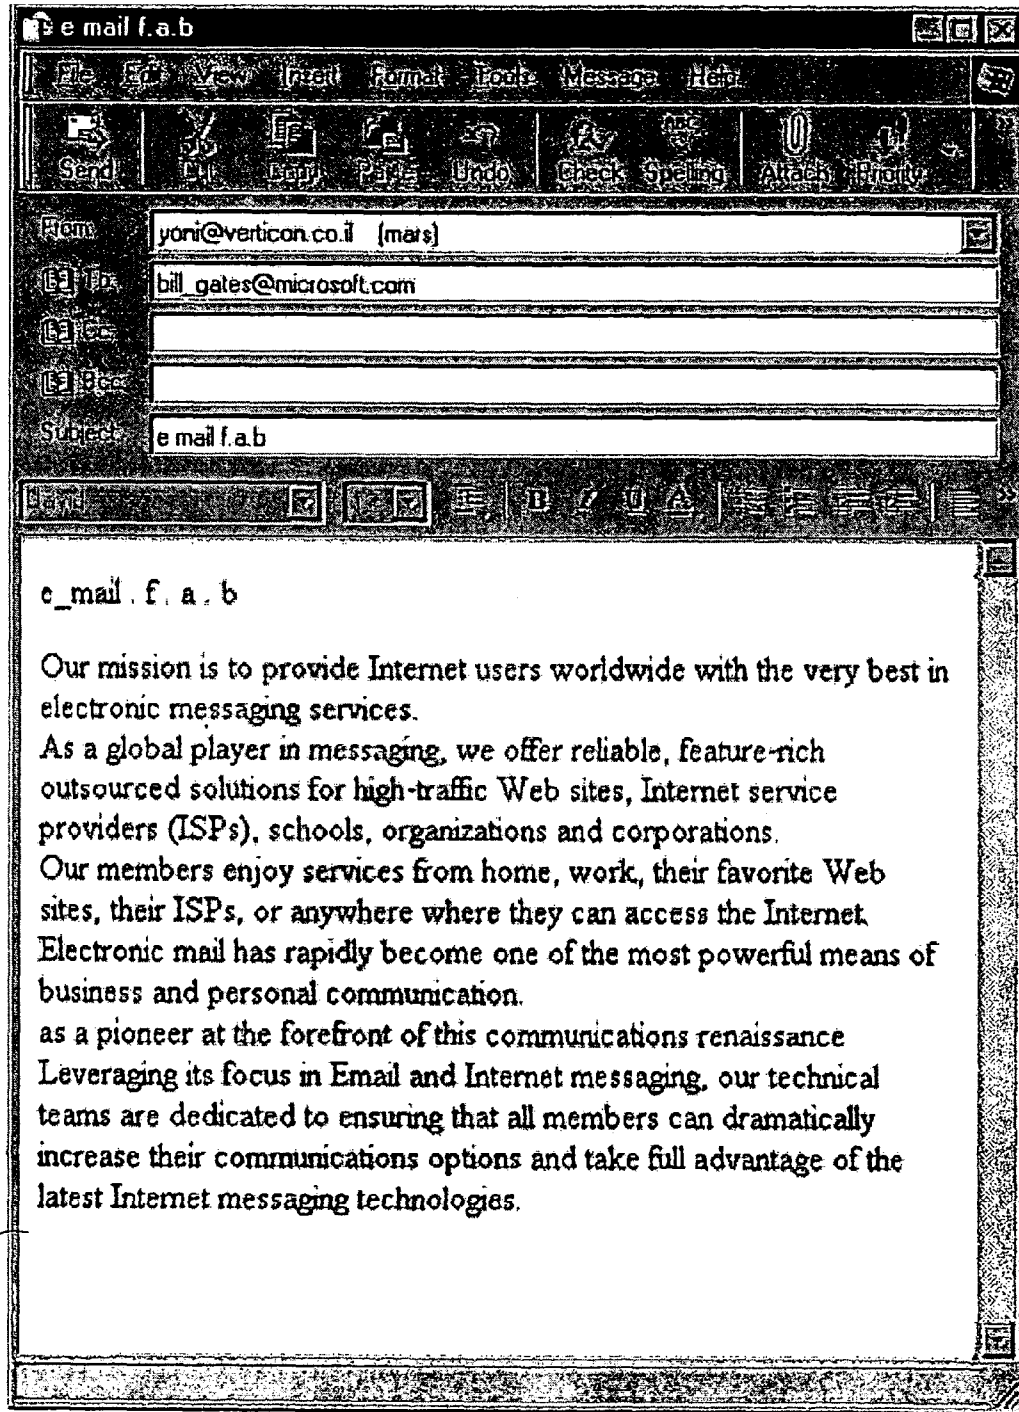 e mail f.a.b
File Edit View Insert Format Tools Message Help
Send Cut Copy Paste Undo Check Spelling Attach Priority
From: yoni@verticon.co.il (mars)
To: bill_gates@microsoft.com
Cc:
Bcc:
Subject: e mail f.a.b
B I U A
e_mail . f . a . b
Our mission is to provide Internet users worldwide with the very best in
electronic messaging services.
As a global player in messaging, we offer reliable, feature-rich
outsourced solutions for high-traffic Web sites, Internet service
providers (ISPs), schools, organizations and corporations.
Our members enjoy services from home, work, their favorite Web
sites, their ISPs, or anywhere where they can access the Internet.
Electronic mail has rapidly become one of the most powerful means of
business and personal communication.
as a pioneer at the forefront of this communications renaissance
Leveraging its focus in Email and Internet messaging, our technical
teams are dedicated to ensuring that all members can dramatically
increase their communications options and take full advantage of the
latest Internet messaging technologies.